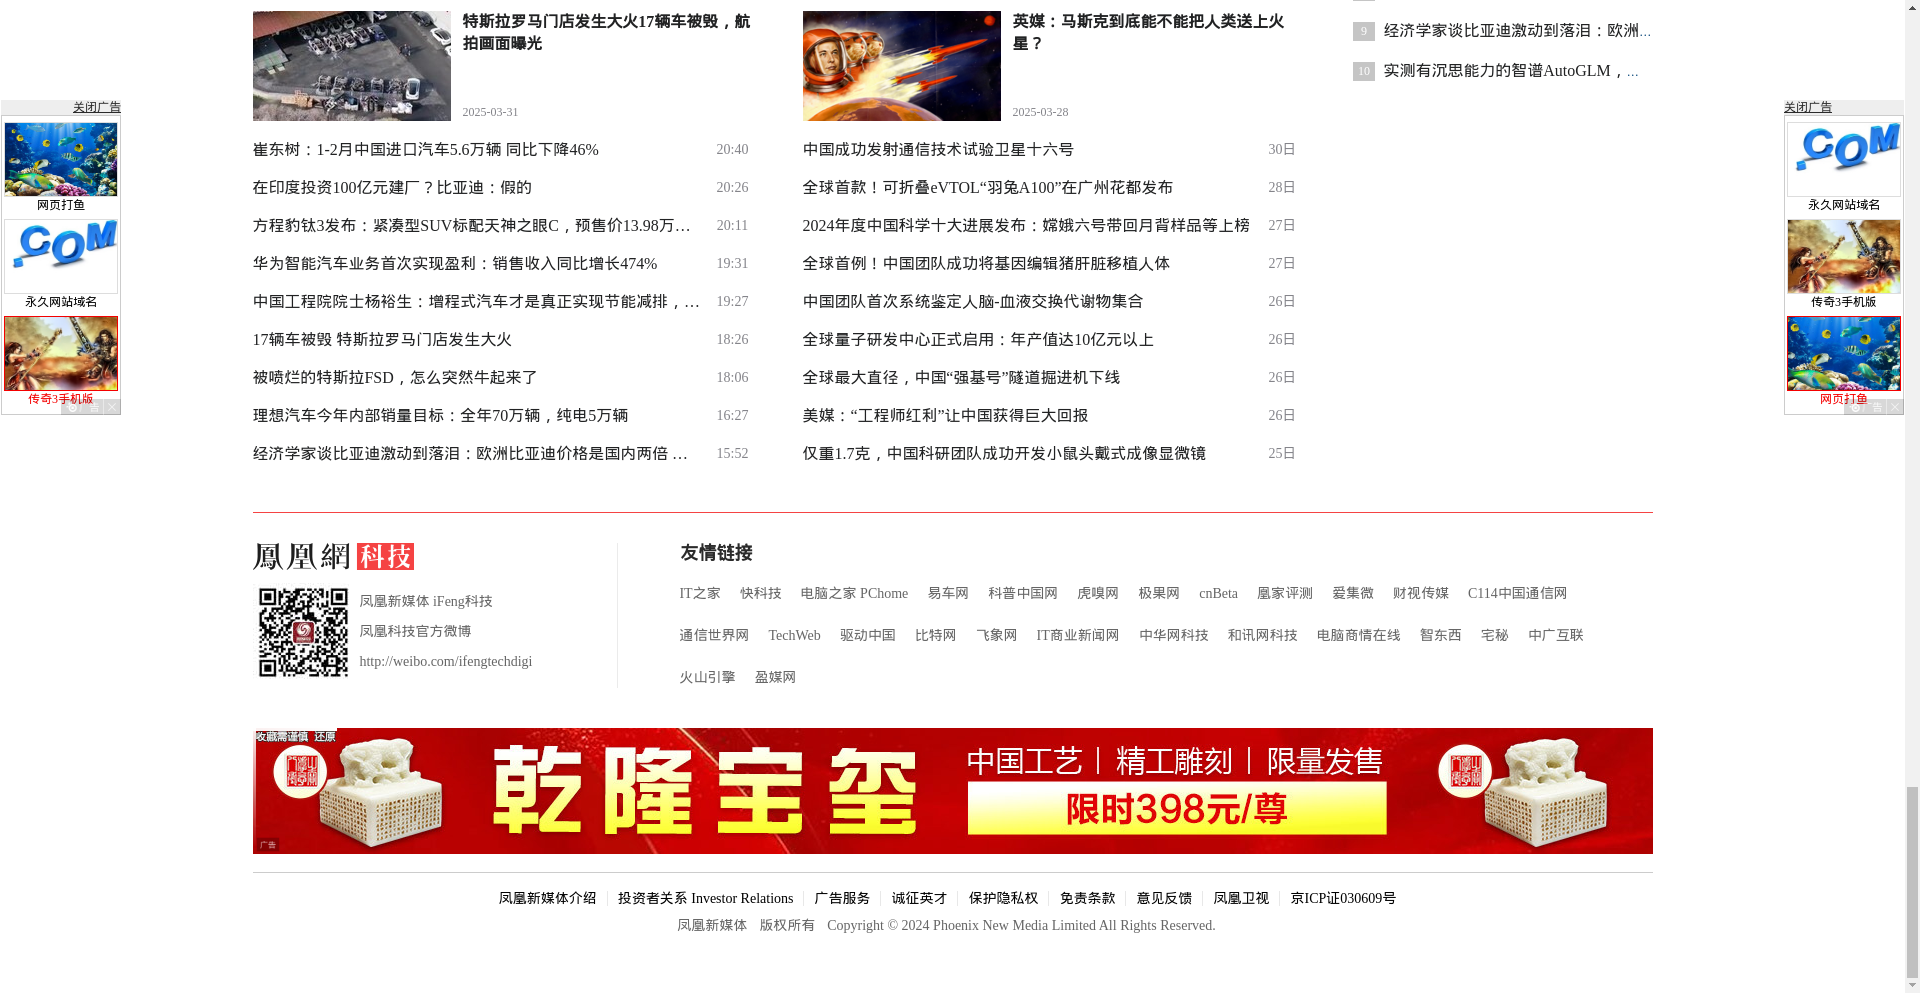 特斯拉罗马门店发生大火17辆车被毁，航
拍画面曝光
2025-03-31
英媒：马斯克到底能不能把人类送上火
星？
2025-03-28
9 经济学家谈比亚迪激动到落泪：欧洲...
10 实测有沉思能力的智谱AutoGLM，...
关闭广告
网页打鱼
COM
永久网站域名
传奇3手机版
广告
崔东树：1-2月中国进口汽车5.6万辆 同比下降46% 20:40
在印度投资100亿元建厂？比亚迪：假的 20:26
方程豹钛3发布：紧凑型SUV标配天神之眼C，预售价13.98万… 20:11
华为智能汽车业务首次实现盈利：销售收入同比增长474% 19:31
中国工程院院士杨裕生：增程式汽车才是真正实现节能减排，… 19:27
17辆车被毁 特斯拉罗马门店发生大火 18:26
被喷烂的特斯拉FSD，怎么突然牛起来了 18:06
理想汽车今年内部销量目标：全年70万辆，纯电5万辆 16:27
经济学家谈比亚迪激动到落泪：欧洲比亚迪价格是国内两倍 … 15:52
中国成功发射通信技术试验卫星十六号 30日
全球首款！可折叠eVTOL“羽兔A100”在广州花都发布 28日
2024年度中国科学十大进展发布：嫦娥六号带回月背样品等上榜 27日
全球首例！中国团队成功将基因编辑猪肝脏移植人体 27日
中国团队首次系统鉴定人脑-血液交换代谢物集合 26日
全球量子研发中心正式启用：年产值达10亿元以上 26日
全球最大直径，中国“强基号”隧道掘进机下线 26日
美媒：“工程师红利”让中国获得巨大回报 26日
仅重1.7克，中国科研团队成功开发小鼠头戴式成像显微镜 25日
关闭广告
COM
永久网站域名
传奇3手机版
网页打鱼
广告
鳳凰網 科技
凤凰新媒体 iFeng科技
凤凰科技官方微博
http://weibo.com/ifengtechdigi
友情链接
IT之家 快科技 电脑之家 PChome 易车网 科普中国网 虎嗅网 极果网 cnBeta 凰家评测 爱集微 财视传媒 C114中国通信网
通信世界网 TechWeb 驱动中国 比特网 飞象网 IT商业新闻网 中华网科技 和讯网科技 电脑商情在线 智东西 宅秘 中广互联
火山引擎 盈媒网
收藏需谨慎 还原
乾隆宝玺
中国工艺｜精工雕刻｜限量发售
限时398元/尊
广告
凤凰新媒体介绍 投资者关系 Investor Relations 广告服务 诚征英才 保护隐私权 免责条款 意见反馈 凤凰卫视 京ICP证030609号
凤凰新媒体 版权所有 Copyright © 2024 Phoenix New Media Limited All Rights Reserved.